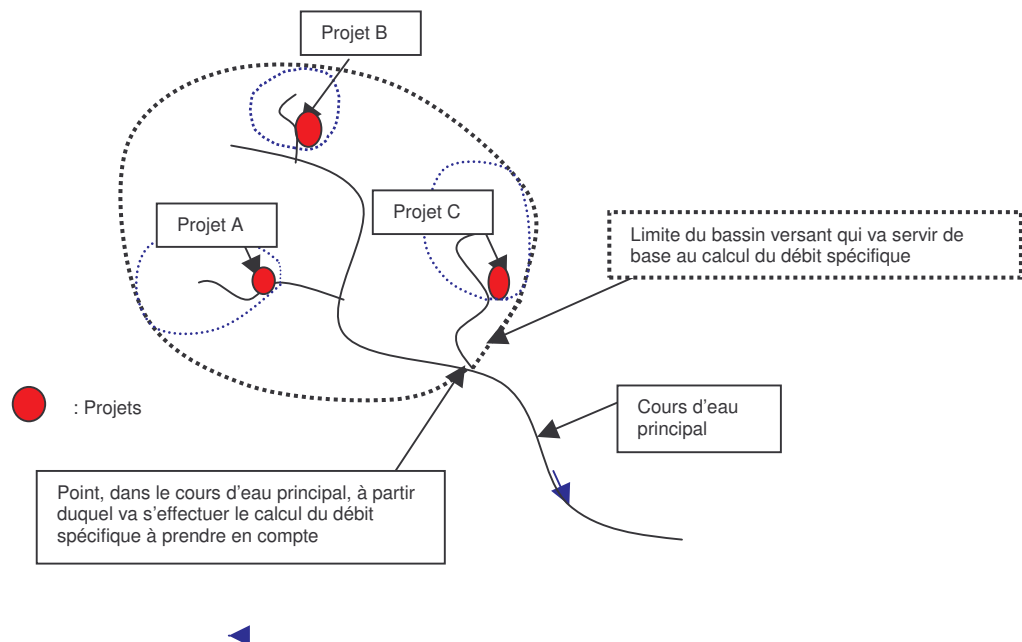 Projet B
Projet C
Projet A
Limite du bassin versant qui va servir de
base au calcul du débit spécifique
: Projets
Cours d'eau
principal
Point, dans le cours d'eau principal, à partir
duquel va s'effectuer le calcul du débit
spécifique à prendre en compte